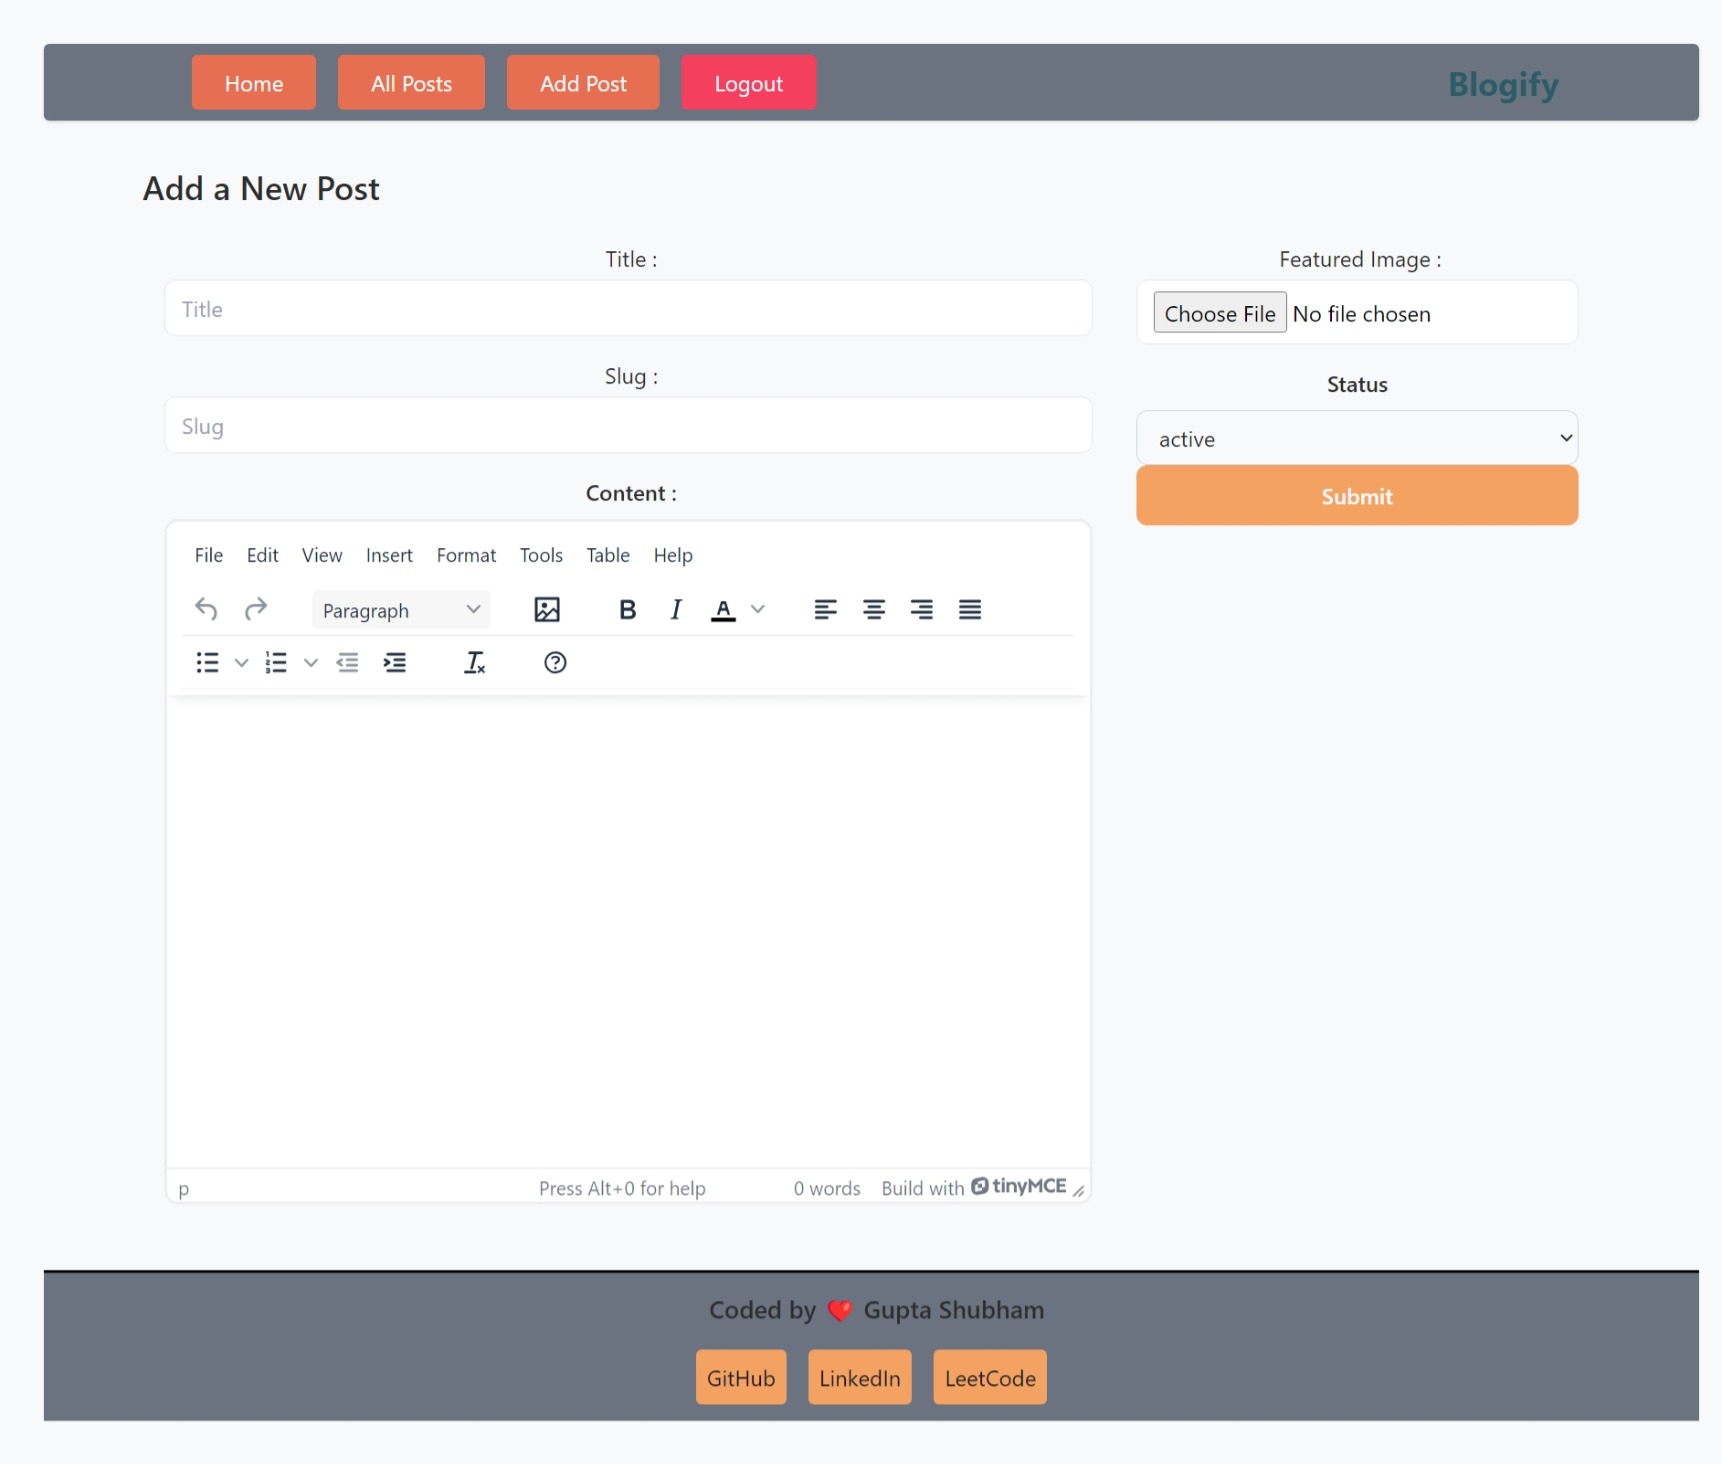 Home All Posts Add Post Logout Blogify
Add a New Post
Title :
Title
Slug :
Slug
Content :
File Edit View Insert Format Tools Table Help
Paragraph
p Press Alt+0 for help 0 words Build with tinyMCE
Featured Image :
Choose File No file chosen
Status
active
Submit
Coded by ❤️ Gupta Shubham
GitHub LinkedIn LeetCode